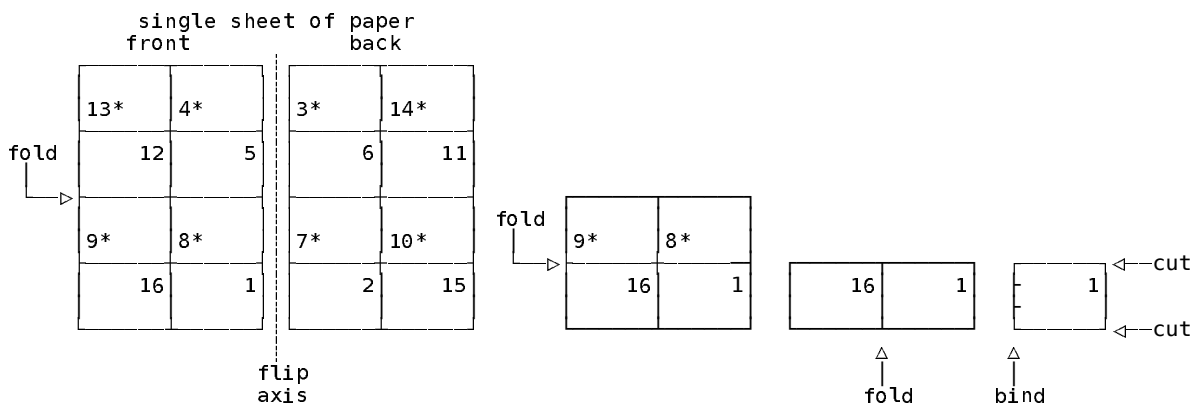 single sheet of paper
front back
13* 4* 3* 14*
fold 12 5 6 11
fold
9* 8* 7* 10* 9* 8*
16 1 2 15 16 1 16 1 1 cut
cut
flip
axis fold bind